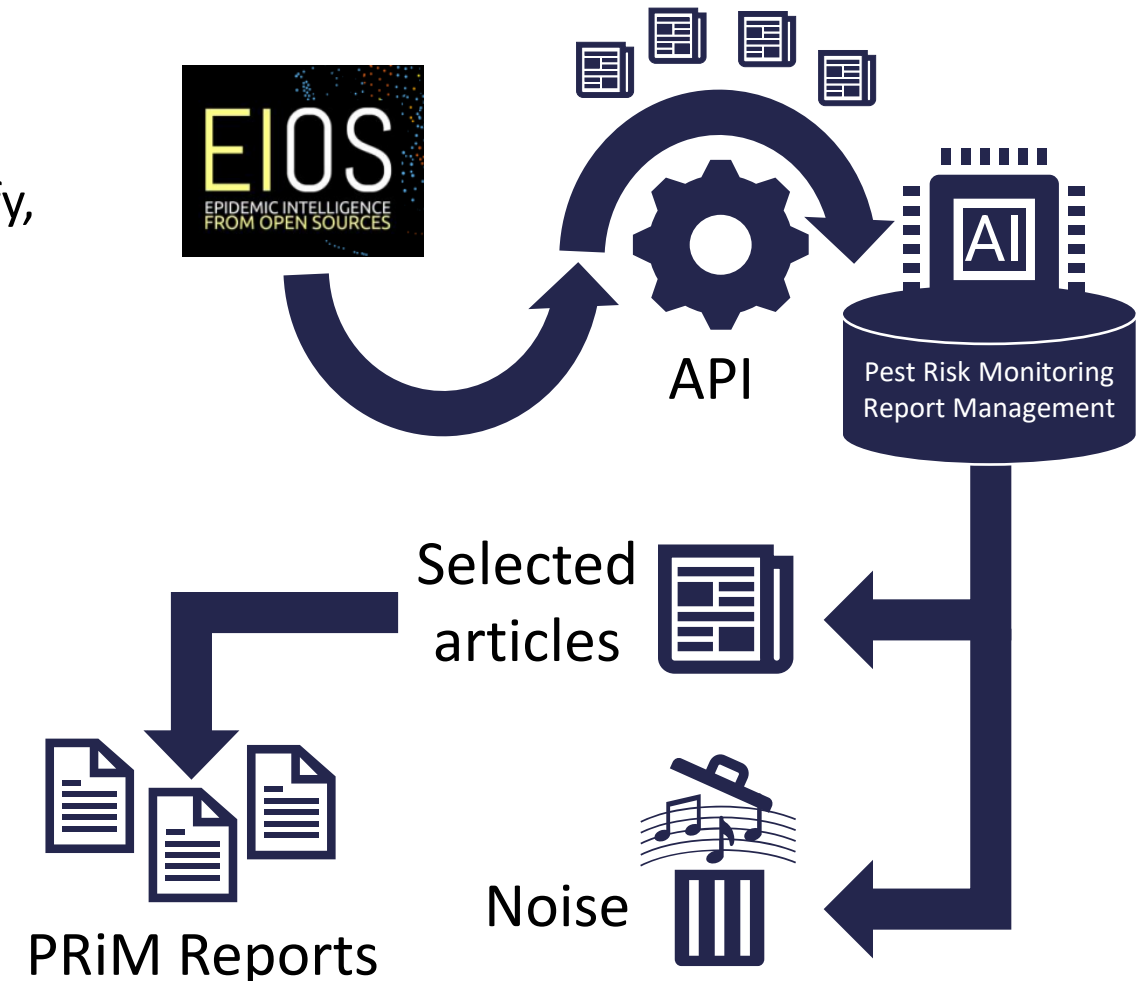 EIOS
EPIDEMIC INTELLIGENCE
FROM OPEN SOURCES
AI
API
Pest Risk Monitoring
Report Management
Selected
articles
Noise
PRiM Reports